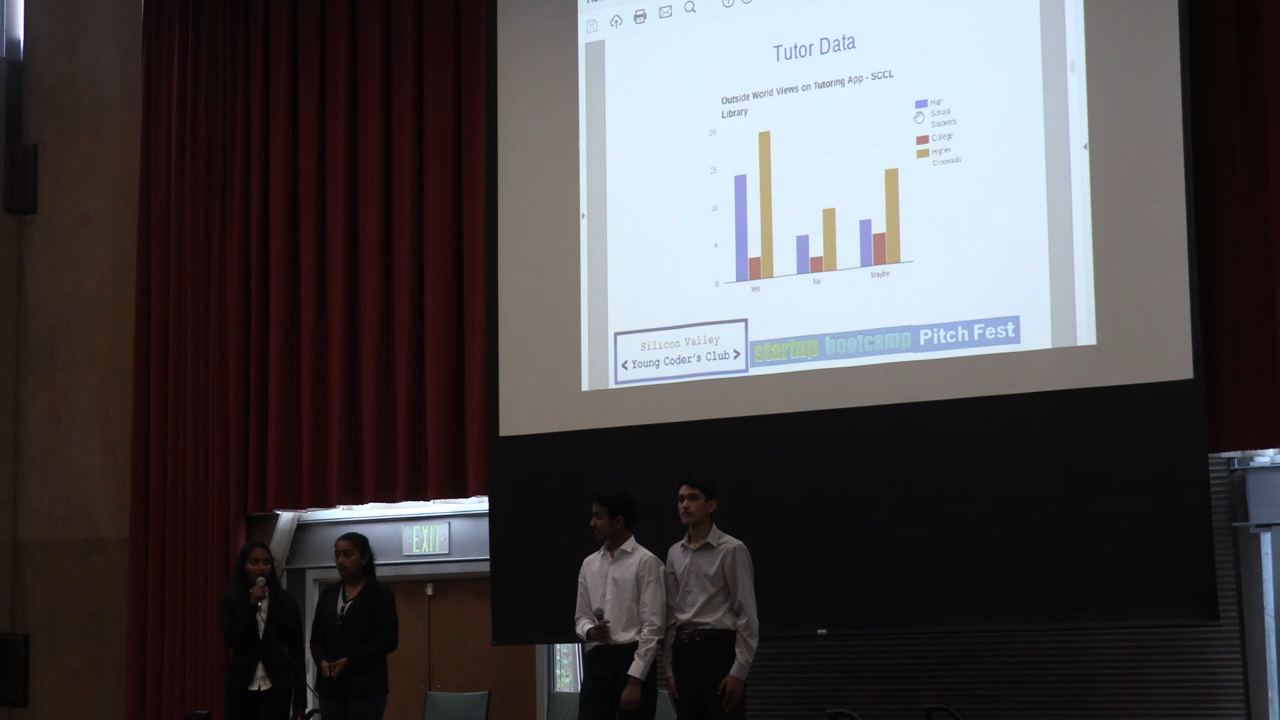 Tutor Data
Outside World Views on Tutoring App - SCCL
Library
High
School
Students
College
Higher
Credentials
20
15
10
5
0
Yes
No
Maybe
Silicon Valley
<Young Coder's Club>
startup bootcamp Pitch Fest
EXIT